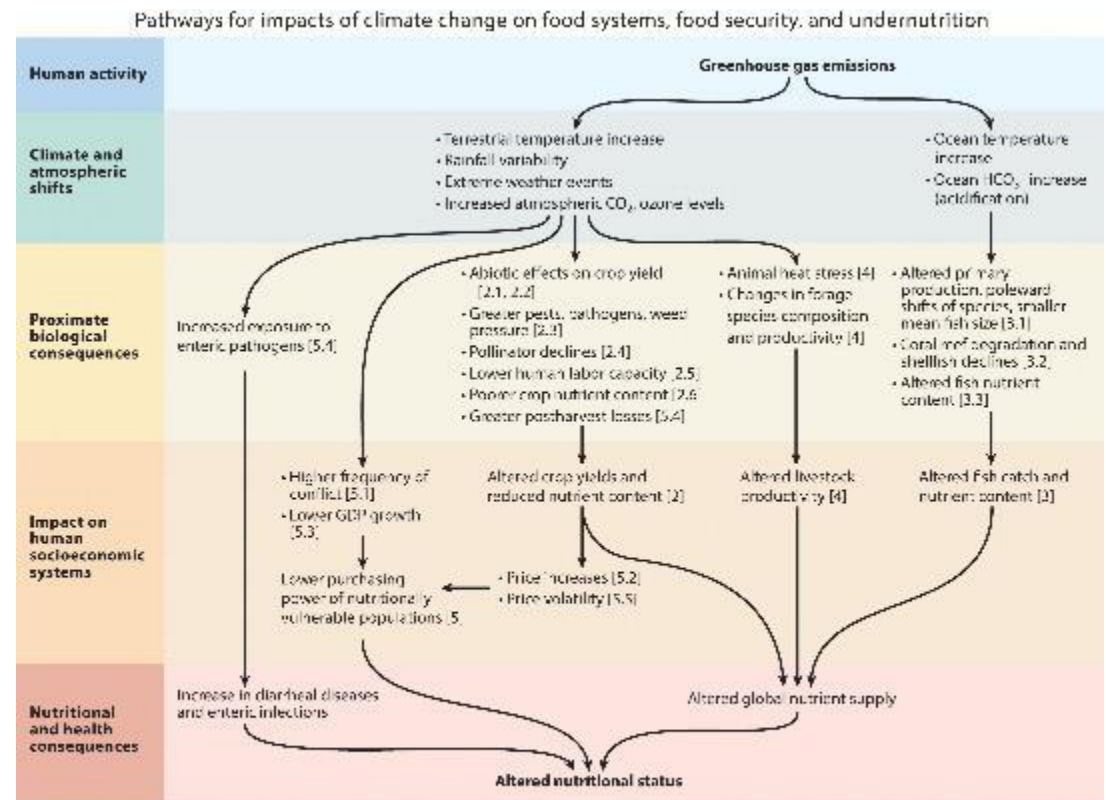 Pathways for impacts of climate change on food systems, food security, and undernutrition
Human activity
Greenhouse gas emissions
Climate and
atmospheric
shifts
• Terrestrial temperature increase
• Rainfall variability
• Extreme weather events
• Increased atmospheric CO₂, ozone levels
• Ocean temperature
increase
• Ocean HCO₃ increase
(acidification)
Proximate
biological
consequences
Increased exposure to
enteric pathogens [5.4]
• Abiotic effects on crop yield
[2.1, 2.2]
• Greater pests, pathogens, weed
pressure [2.3]
• Pollinator declines [2.4]
• Lower human labor capacity [2.5]
• Poorer crop nutrient content [2.6]
• Greater postharvest losses [5.4]
• Animal heat stress [4]
• Changes in forage
species composition
and productivity [4]
• Altered primary
production, poleward
shifts of species, smaller
mean fish size [3.1]
• Coral reef degradation and
shellfish declines [3.2]
• Altered fish nutrient
content [3.3]
Impact on
human
socioeconomic
systems
• Higher frequency of
conflict [5.1]
• Lower GDP growth
[5.3]
Altered crop yields and
reduced nutrient content [2]
Altered livestock
productivity [4]
Altered fish catch and
nutrient content [3]
Lower purchasing
power of nutritionally
vulnerable populations [5]
• Price increases [5.2]
• Price volatility [5.5]
Nutritional
and health
consequences
Increase in diarrheal diseases
and enteric infections
Altered global nutrient supply
Altered nutritional status